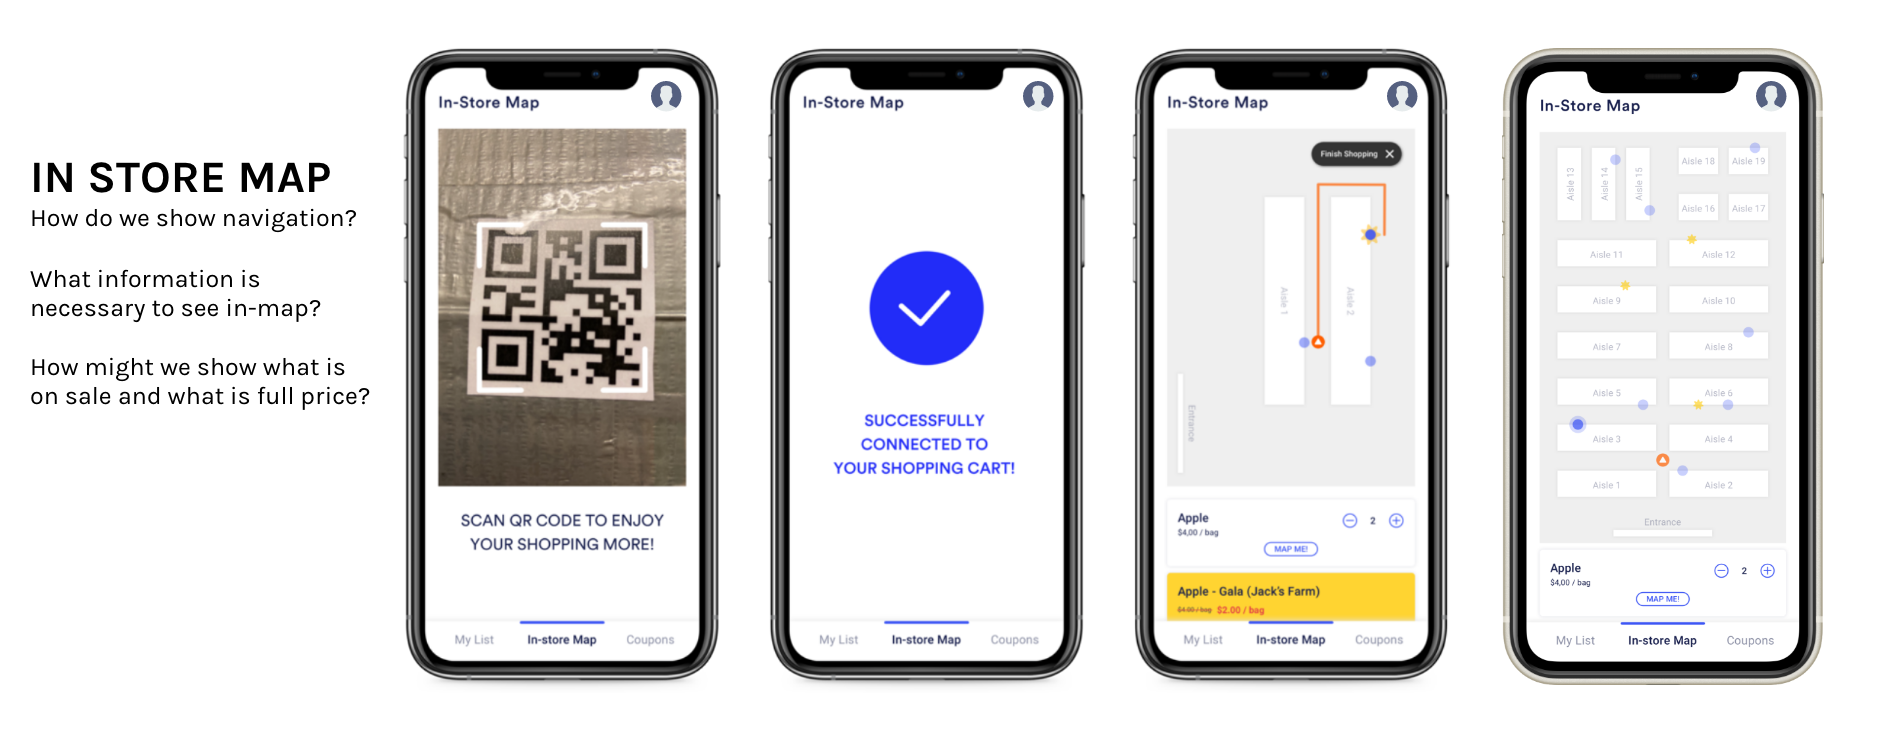 IN STORE MAP
How do we show navigation?
What information is
necessary to see in-map?
How might we show what is
on sale and what is full price?
In-Store Map
SCAN QR CODE TO ENJOY
YOUR SHOPPING MORE!
My List
In-store Map
Coupons
In-Store Map
SUCCESSFULLY
CONNECTED TO
YOUR SHOPPING CART!
My List
In-store Map
Coupons
In-Store Map
Finish Shopping
Aisle 1
Aisle 2
Entrance
Apple
2
$4,00 / bag
MAP ME!
Apple - Gala (Jack's Farm)
$4.00 / bag $2.00 / bag
My List
In-store Map
Coupons
In-Store Map
Aisle 13
Aisle 14
Aisle 15
Aisle 18
Aisle 19
Aisle 16
Aisle 17
Aisle 11
Aisle 12
Aisle 9
Aisle 10
Aisle 7
Aisle 8
Aisle 5
Aisle 6
Aisle 3
Aisle 4
Aisle 1
Aisle 2
Entrance
Apple
2
$4,00 / bag
MAP ME!
My List
In-store Map
Coupons